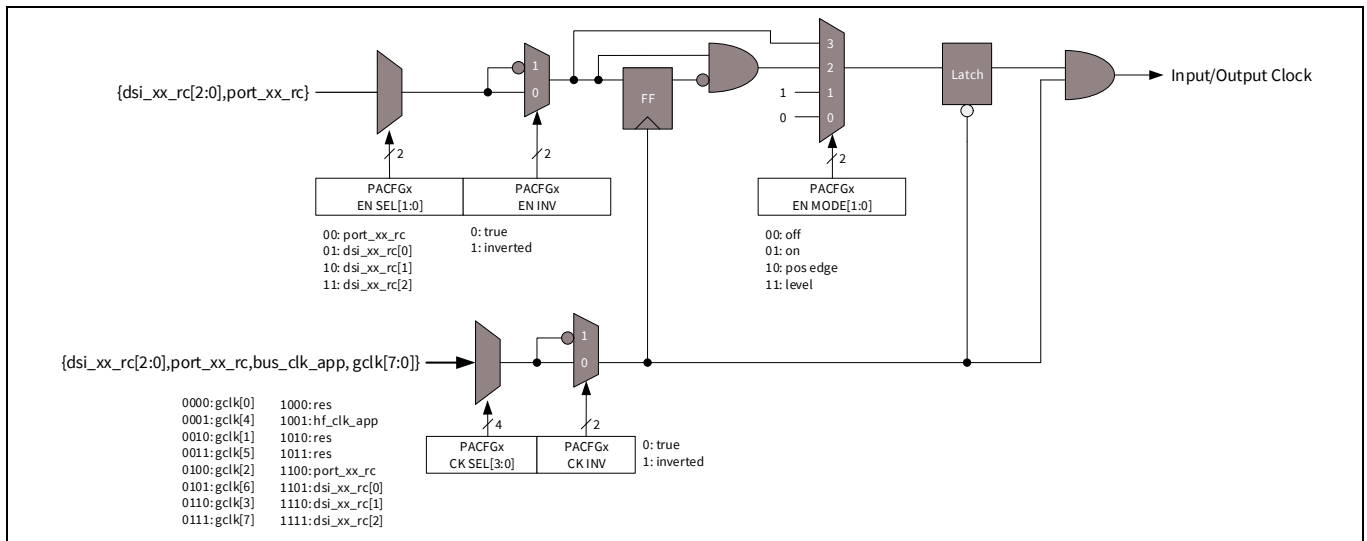 3
1
2
Latch
Input/Output Clock
{dsi_xx_rc[2:0],port_xx_rc}
0
FF
1
1
0
0
2
2
2
PACFGx
EN SEL[1:0]
PACFGx
EN INV
PACFGx
EN MODE[1:0]
00: port_xx_rc
01: dsi_xx_rc[0]
10: dsi_xx_rc[1]
11: dsi_xx_rc[2]
0: true
1: inverted
00: off
01: on
10: pos edge
11: level
1
{dsi_xx_rc[2:0],port_xx_rc,bus_clk_app, gclk[7:0]}
0
0000: gclk[0]
0001: gclk[4]
0010: gclk[1]
0011: gclk[5]
0100: gclk[2]
0101: gclk[6]
0110: gclk[3]
0111: gclk[7]
1000: res
1001: hf_clk_app
1010: res
1011: res
1100: port_xx_rc
1101: dsi_xx_rc[0]
1110: dsi_xx_rc[1]
1111: dsi_xx_rc[2]
4
2
PACFGx
CK SEL[3:0]
PACFGx
CK INV
0: true
1: inverted